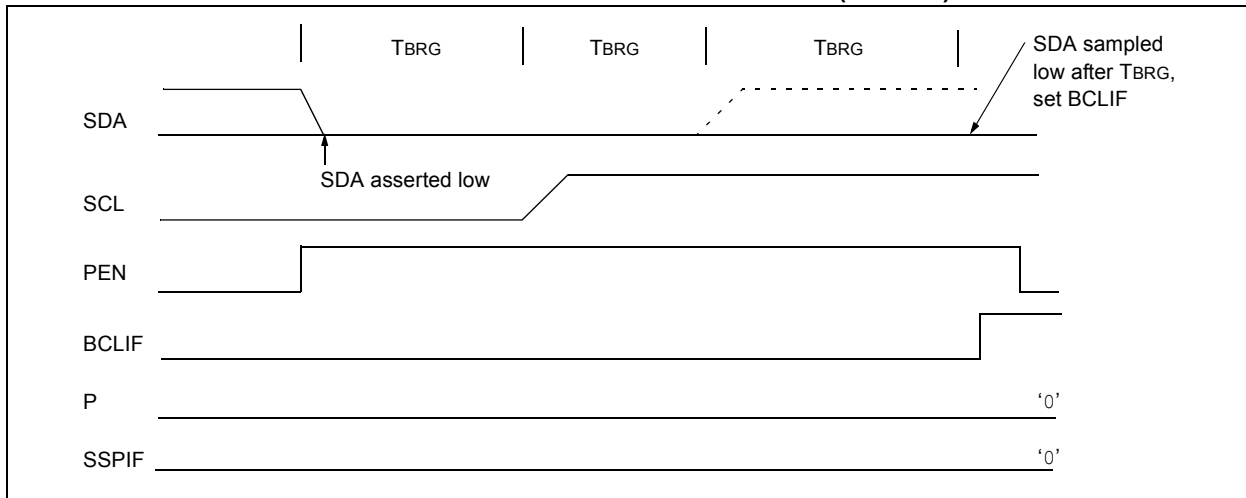 TBRG TBRG TBRG
SDA sampled
low after TBRG,
set BCLIF
SDA
SDA asserted low
SCL
PEN
BCLIF
P '0'
SSPIF '0'